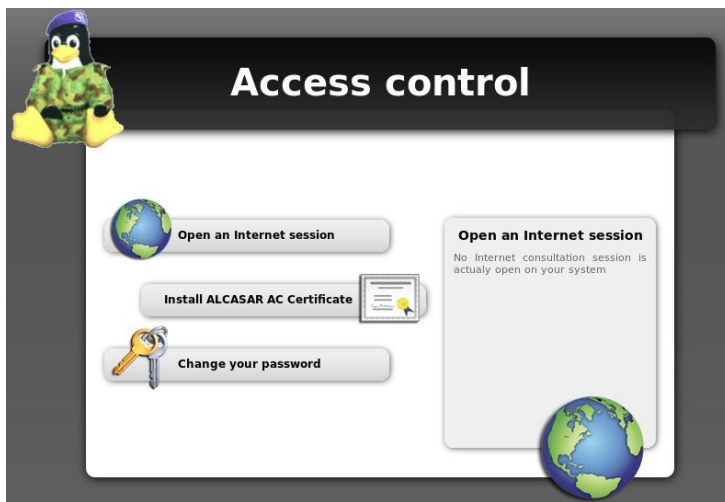 Access control
Open an Internet session
Install ALCASAR AC Certificate
Change your password
Open an Internet session
No Internet consultation session is
actualy open on your system